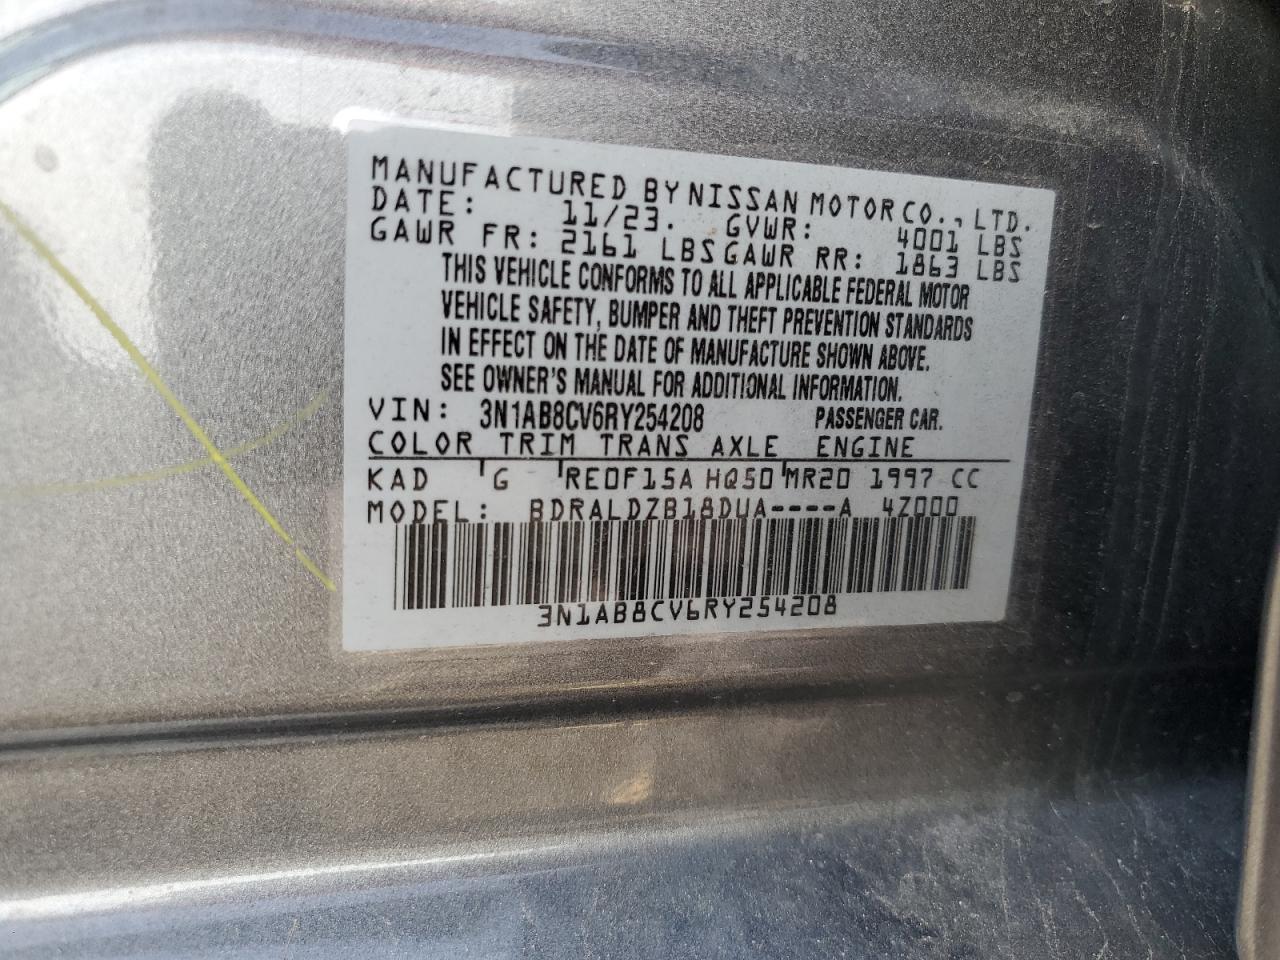 MANUFACTURED BY NISSAN MOTOR CO., LTD.
DATE: 11/23. GVWR: 4001 LBS
GAWR FR: 2161 LBS GAWR RR: 1863 LBS
THIS VEHICLE CONFORMS TO ALL APPLICABLE FEDERAL MOTOR
VEHICLE SAFETY, BUMPER AND THEFT PREVENTION STANDARDS
IN EFFECT ON THE DATE OF MANUFACTURE SHOWN ABOVE.
SEE OWNER'S MANUAL FOR ADDITIONAL INFORMATION.
VIN: 3N1AB8CV6RY254208 PASSENGER CAR.
COLOR TRIM TRANS AXLE ENGINE
KAD G RE0F15A HQ50 MR20 1997 CC
MODEL: BDRALDZB18DUA----A 4Z000
3N1AB8CV6RY254208